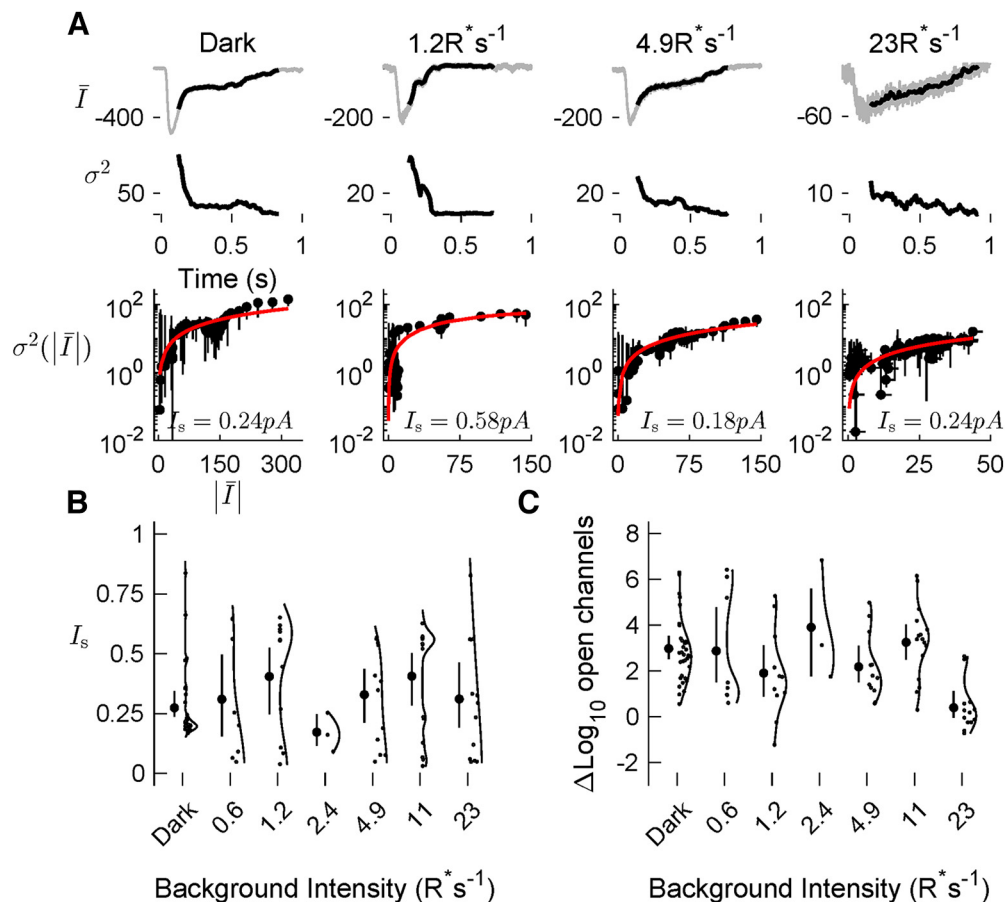 A
Dark
1.2R*s⁻¹
4.9R*s⁻¹
23R*s⁻¹
Ī
-400
-200
-200
-60
σ²
50
20
20
10
0 0.5 1
0 0.5 1
0 0.5 1
0 0.5 1
Time (s)
σ²(|Ī|)
10²
10⁰
10⁻²
Iₛ = 0.24pA
0 150 300
10²
10⁰
10⁻²
Iₛ = 0.58pA
0 75 150
10²
10⁰
10⁻²
Iₛ = 0.18pA
0 75 150
10²
10⁰
10⁻²
Iₛ = 0.24pA
0 25 50
|Ī|
B
1
0.75
Iₛ
0.5
0.25
0
Dark 0.6 1.2 2.4 4.9 11 23
Background Intensity (R*s⁻¹)
C
ΔLog₁₀ open channels
8
6
4
2
0
-2
Dark 0.6 1.2 2.4 4.9 11 23
Background Intensity (R*s⁻¹)